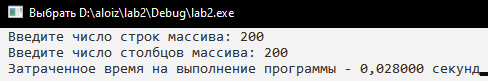 Выбрать D:\aloiz\lab2\Debug\lab2.exe
Введите число строк массива: 200
Введите число столбцов массива: 200
Затраченное время на выполнение программы - 0,028000 секунд